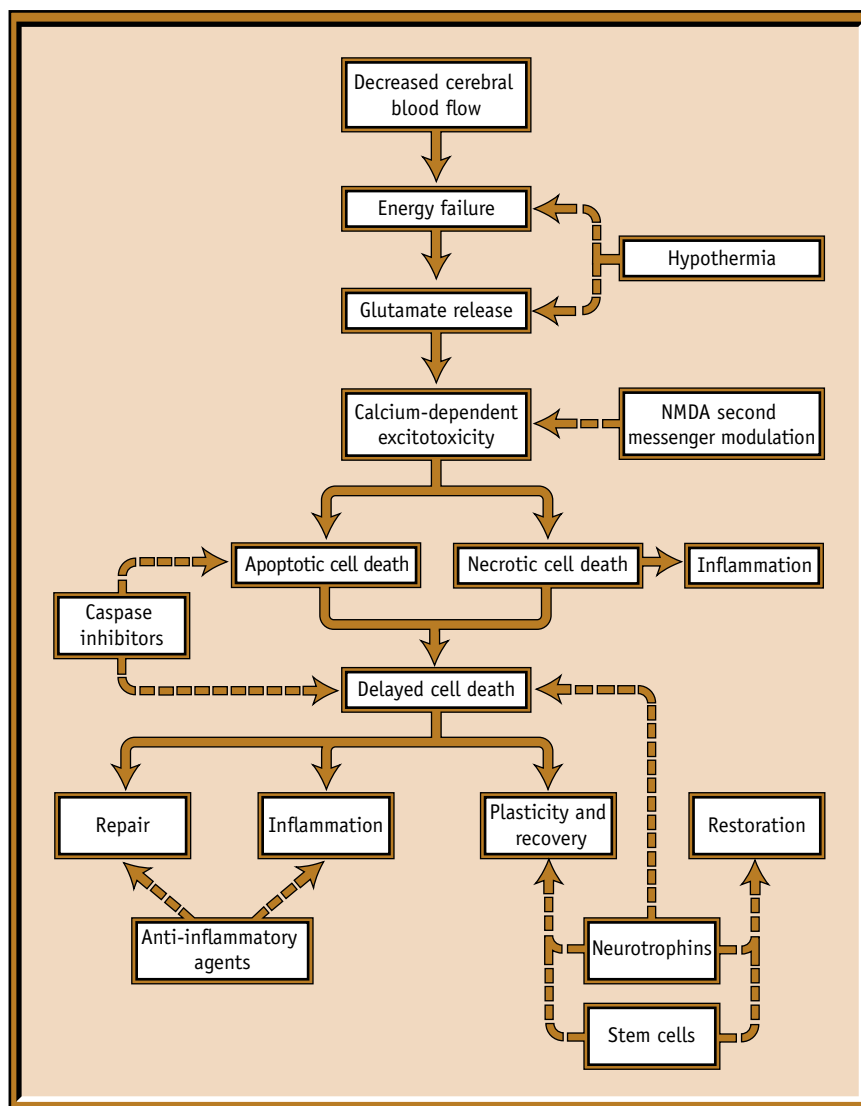 Decreased cerebral
blood flow
Energy failure
Hypothermia
Glutamate release
Calcium-dependent
excitotoxicity
NMDA second
messenger modulation
Apoptotic cell death
Necrotic cell death
Inflammation
Caspase
inhibitors
Delayed cell death
Repair
Inflammation
Plasticity and
recovery
Restoration
Anti-inflammatory
agents
Neurotrophins
Stem cells